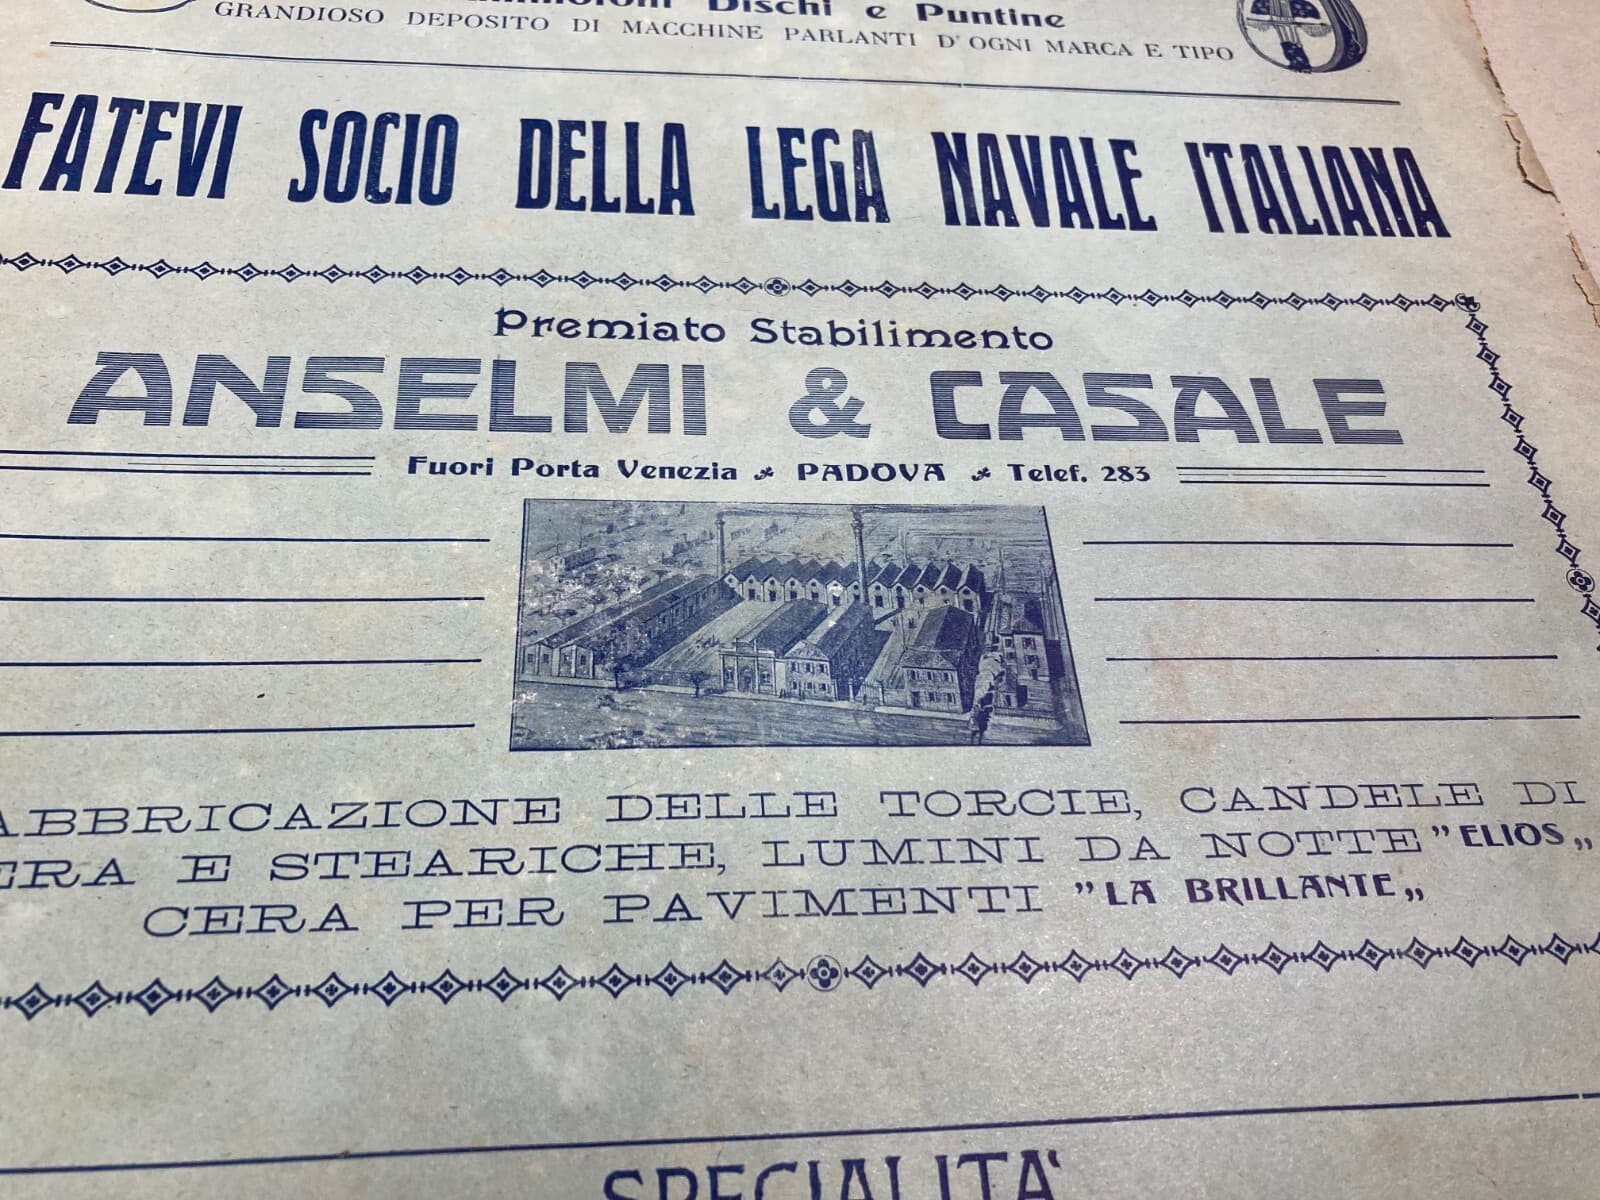 Dischi e Puntine
GRANDIOSO DEPOSITO DI MACCHINE PARLANTI D'OGNI MARCA E TIPO
FATEVI SOCIO DELLA LEGA NAVALE ITALIANA
Premiato Stabilimento
ANSELMI & CASALE
Fuori Porta Venezia PADOVA Telef. 283
ABBRICAZIONE DELLE TORCIE, CANDELE DI
ERA E STEARICHE, LUMINI DA NOTTE "ELIOS„
CERA PER PAVIMENTI "LA BRILLANTE„
SPECIALITA'